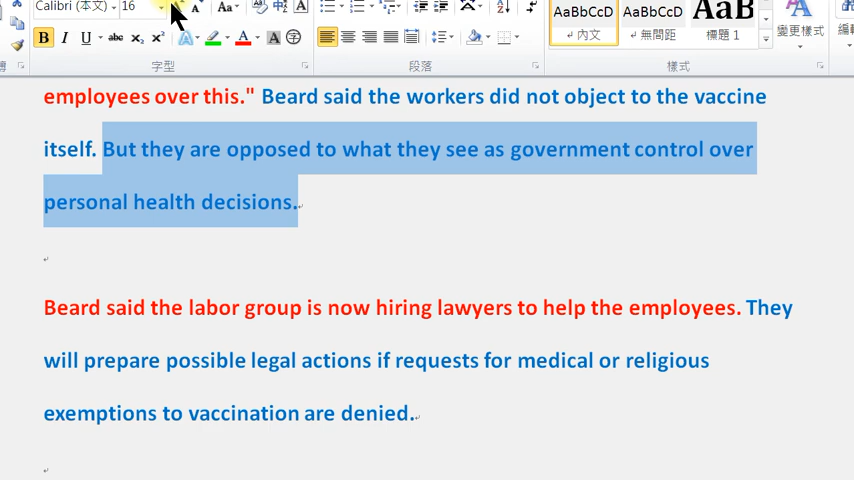 Calibri (本文) 16 Aa A
AaBbCcD AaBbCcD AaB
B I U abc x₂ x² A A A 字
↵ 內文 ↵ 無間距 標題 1 變更樣式
字型 段落 樣式
employees over this." Beard said the workers did not object to the vaccine
itself. But they are opposed to what they see as government control over
personal health decisions.
Beard said the labor group is now hiring lawyers to help the employees. They
will prepare possible legal actions if requests for medical or religious
exemptions to vaccination are denied.